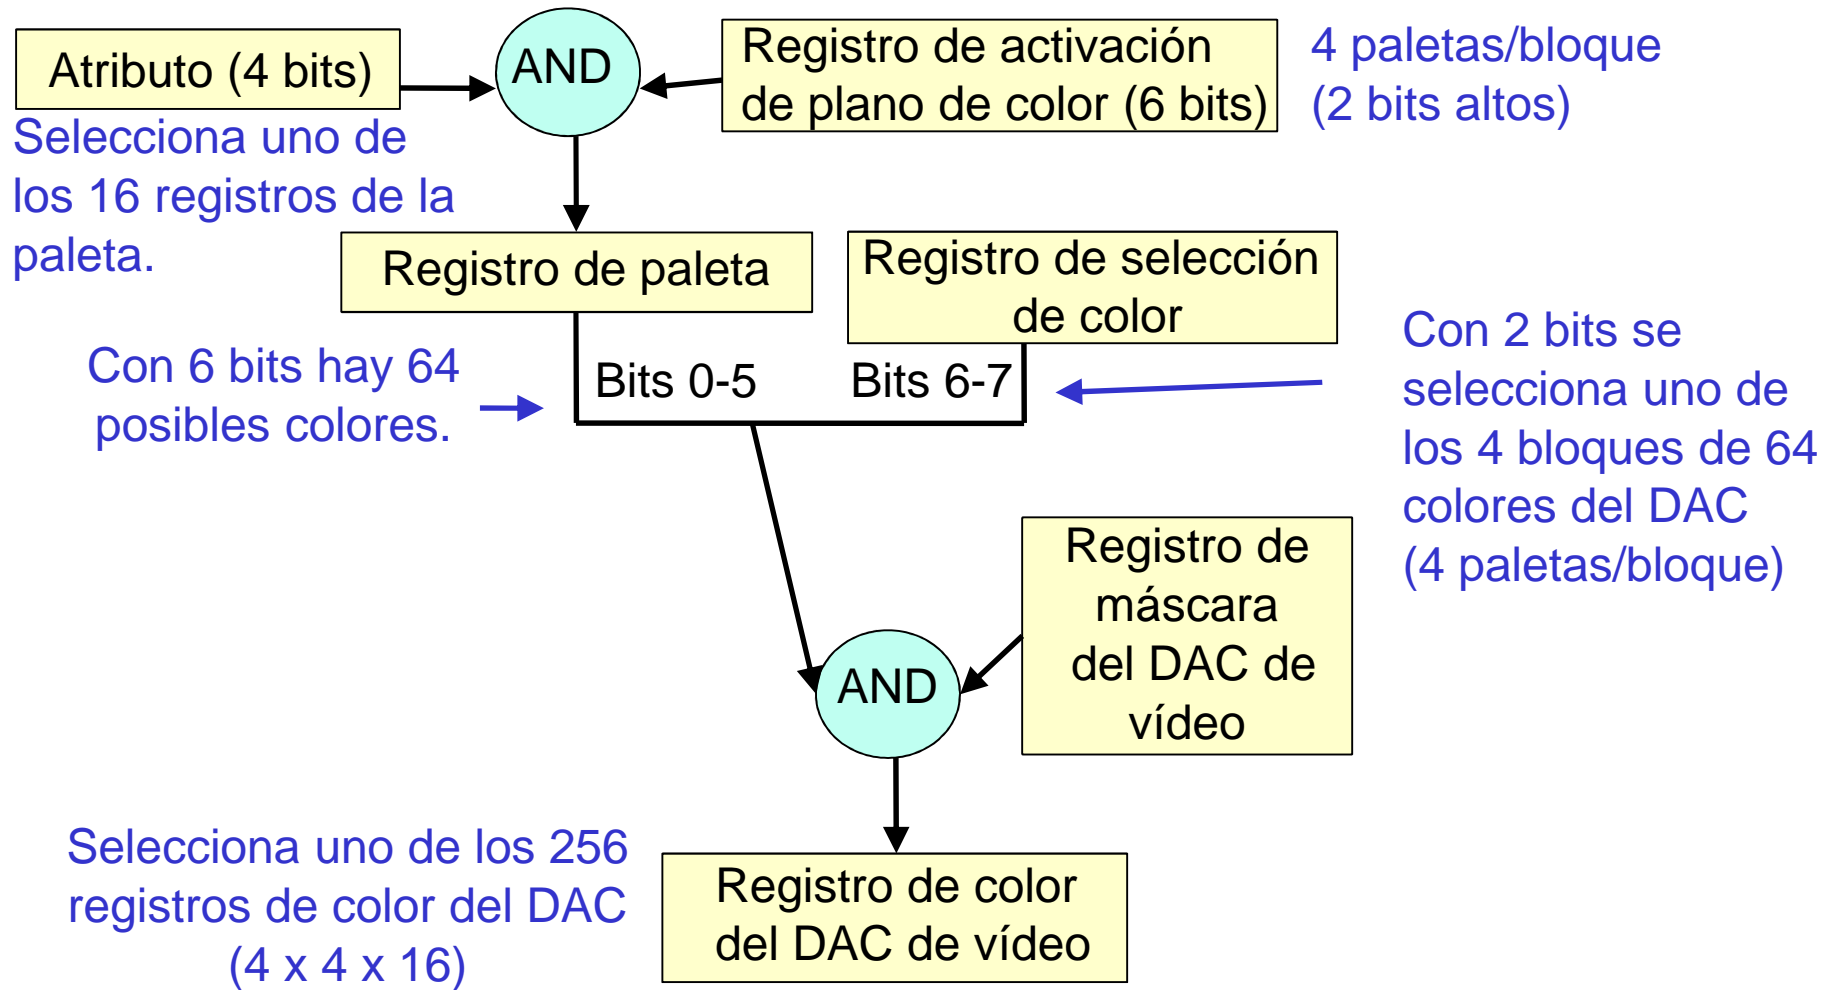 Atributo (4 bits)
AND
Registro de activación
de plano de color (6 bits)
4 paletas/bloque
(2 bits altos)
Selecciona uno de
los 16 registros de la
paleta.
Registro de paleta
Registro de selección
de color
Con 6 bits hay 64
posibles colores.
Bits 0-5
Bits 6-7
Con 2 bits se
selecciona uno de
los 4 bloques de 64
colores del DAC
(4 paletas/bloque)
Registro de
máscara
del DAC de
vídeo
AND
Selecciona uno de los 256
registros de color del DAC
(4 x 4 x 16)
Registro de color
del DAC de vídeo